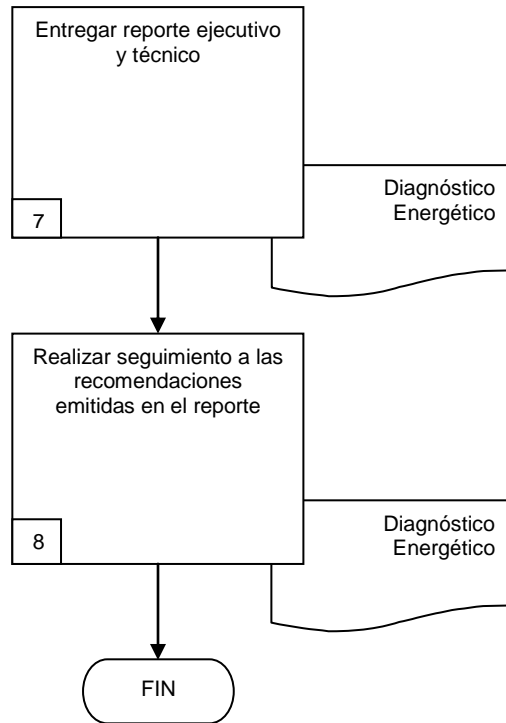 Entregar reporte ejecutivo
y técnico
Diagnóstico
Energético
7
Realizar seguimiento a las
recomendaciones
emitidas en el reporte
Diagnóstico
Energético
8
FIN